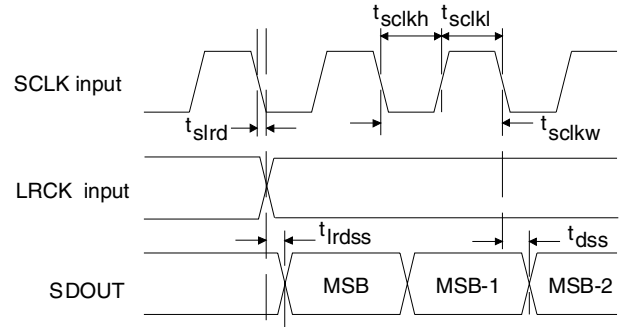 tsclkh tsclkl
SCLK input
tslrd
tsclkw
LRCK input
tlrdss
tdss
SDOUT
MSB MSB-1 MSB-2